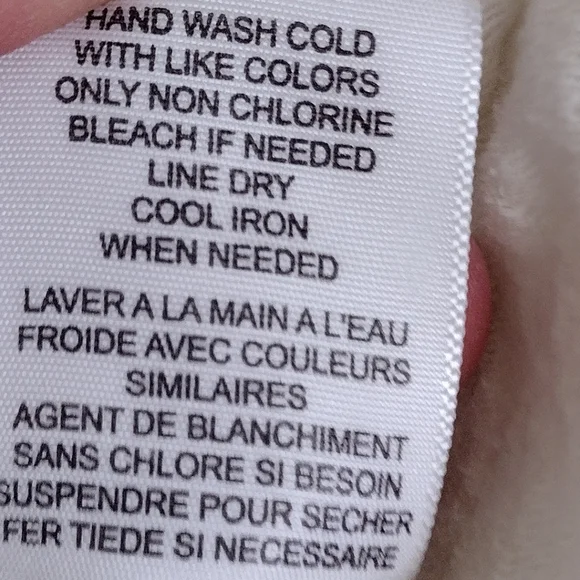 HAND WASH COLD
WITH LIKE COLORS
ONLY NON CHLORINE
BLEACH IF NEEDED
LINE DRY
COOL IRON
WHEN NEEDED
LAVER A LA MAIN A L'EAU
FROIDE AVEC COULEURS
SIMILAIRES
AGENT DE BLANCHIMENT
SANS CHLORE SI BESOIN
SUSPENDRE POUR SECHER
FER TIEDE SI NECESSAIRE